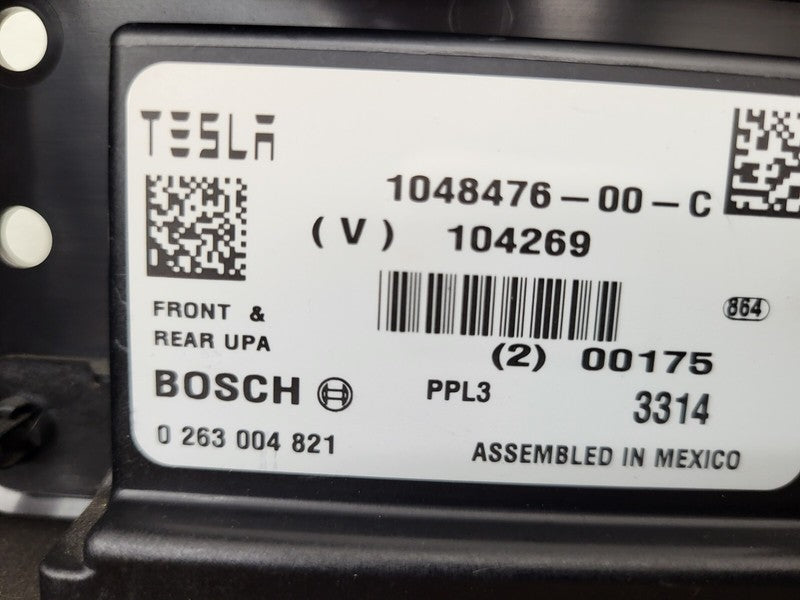 TESLA
1048476-00-C
(V) 104269
FRONT &
REAR UPA
864
(2) 00175
BOSCH
PPL3
3314
0 263 004 821
ASSEMBLED IN MEXICO